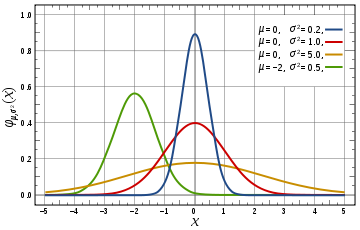 1.0
0.8
0.6
0.4
0.2
0.0
φμ,σ²(X)
μ= 0, σ²= 0.2,
μ= 0, σ²= 1.0,
μ= 0, σ²= 5.0,
μ= −2, σ²= 0.5,
−5 −4 −3 −2 −1 0 1 2 3 4 5
X